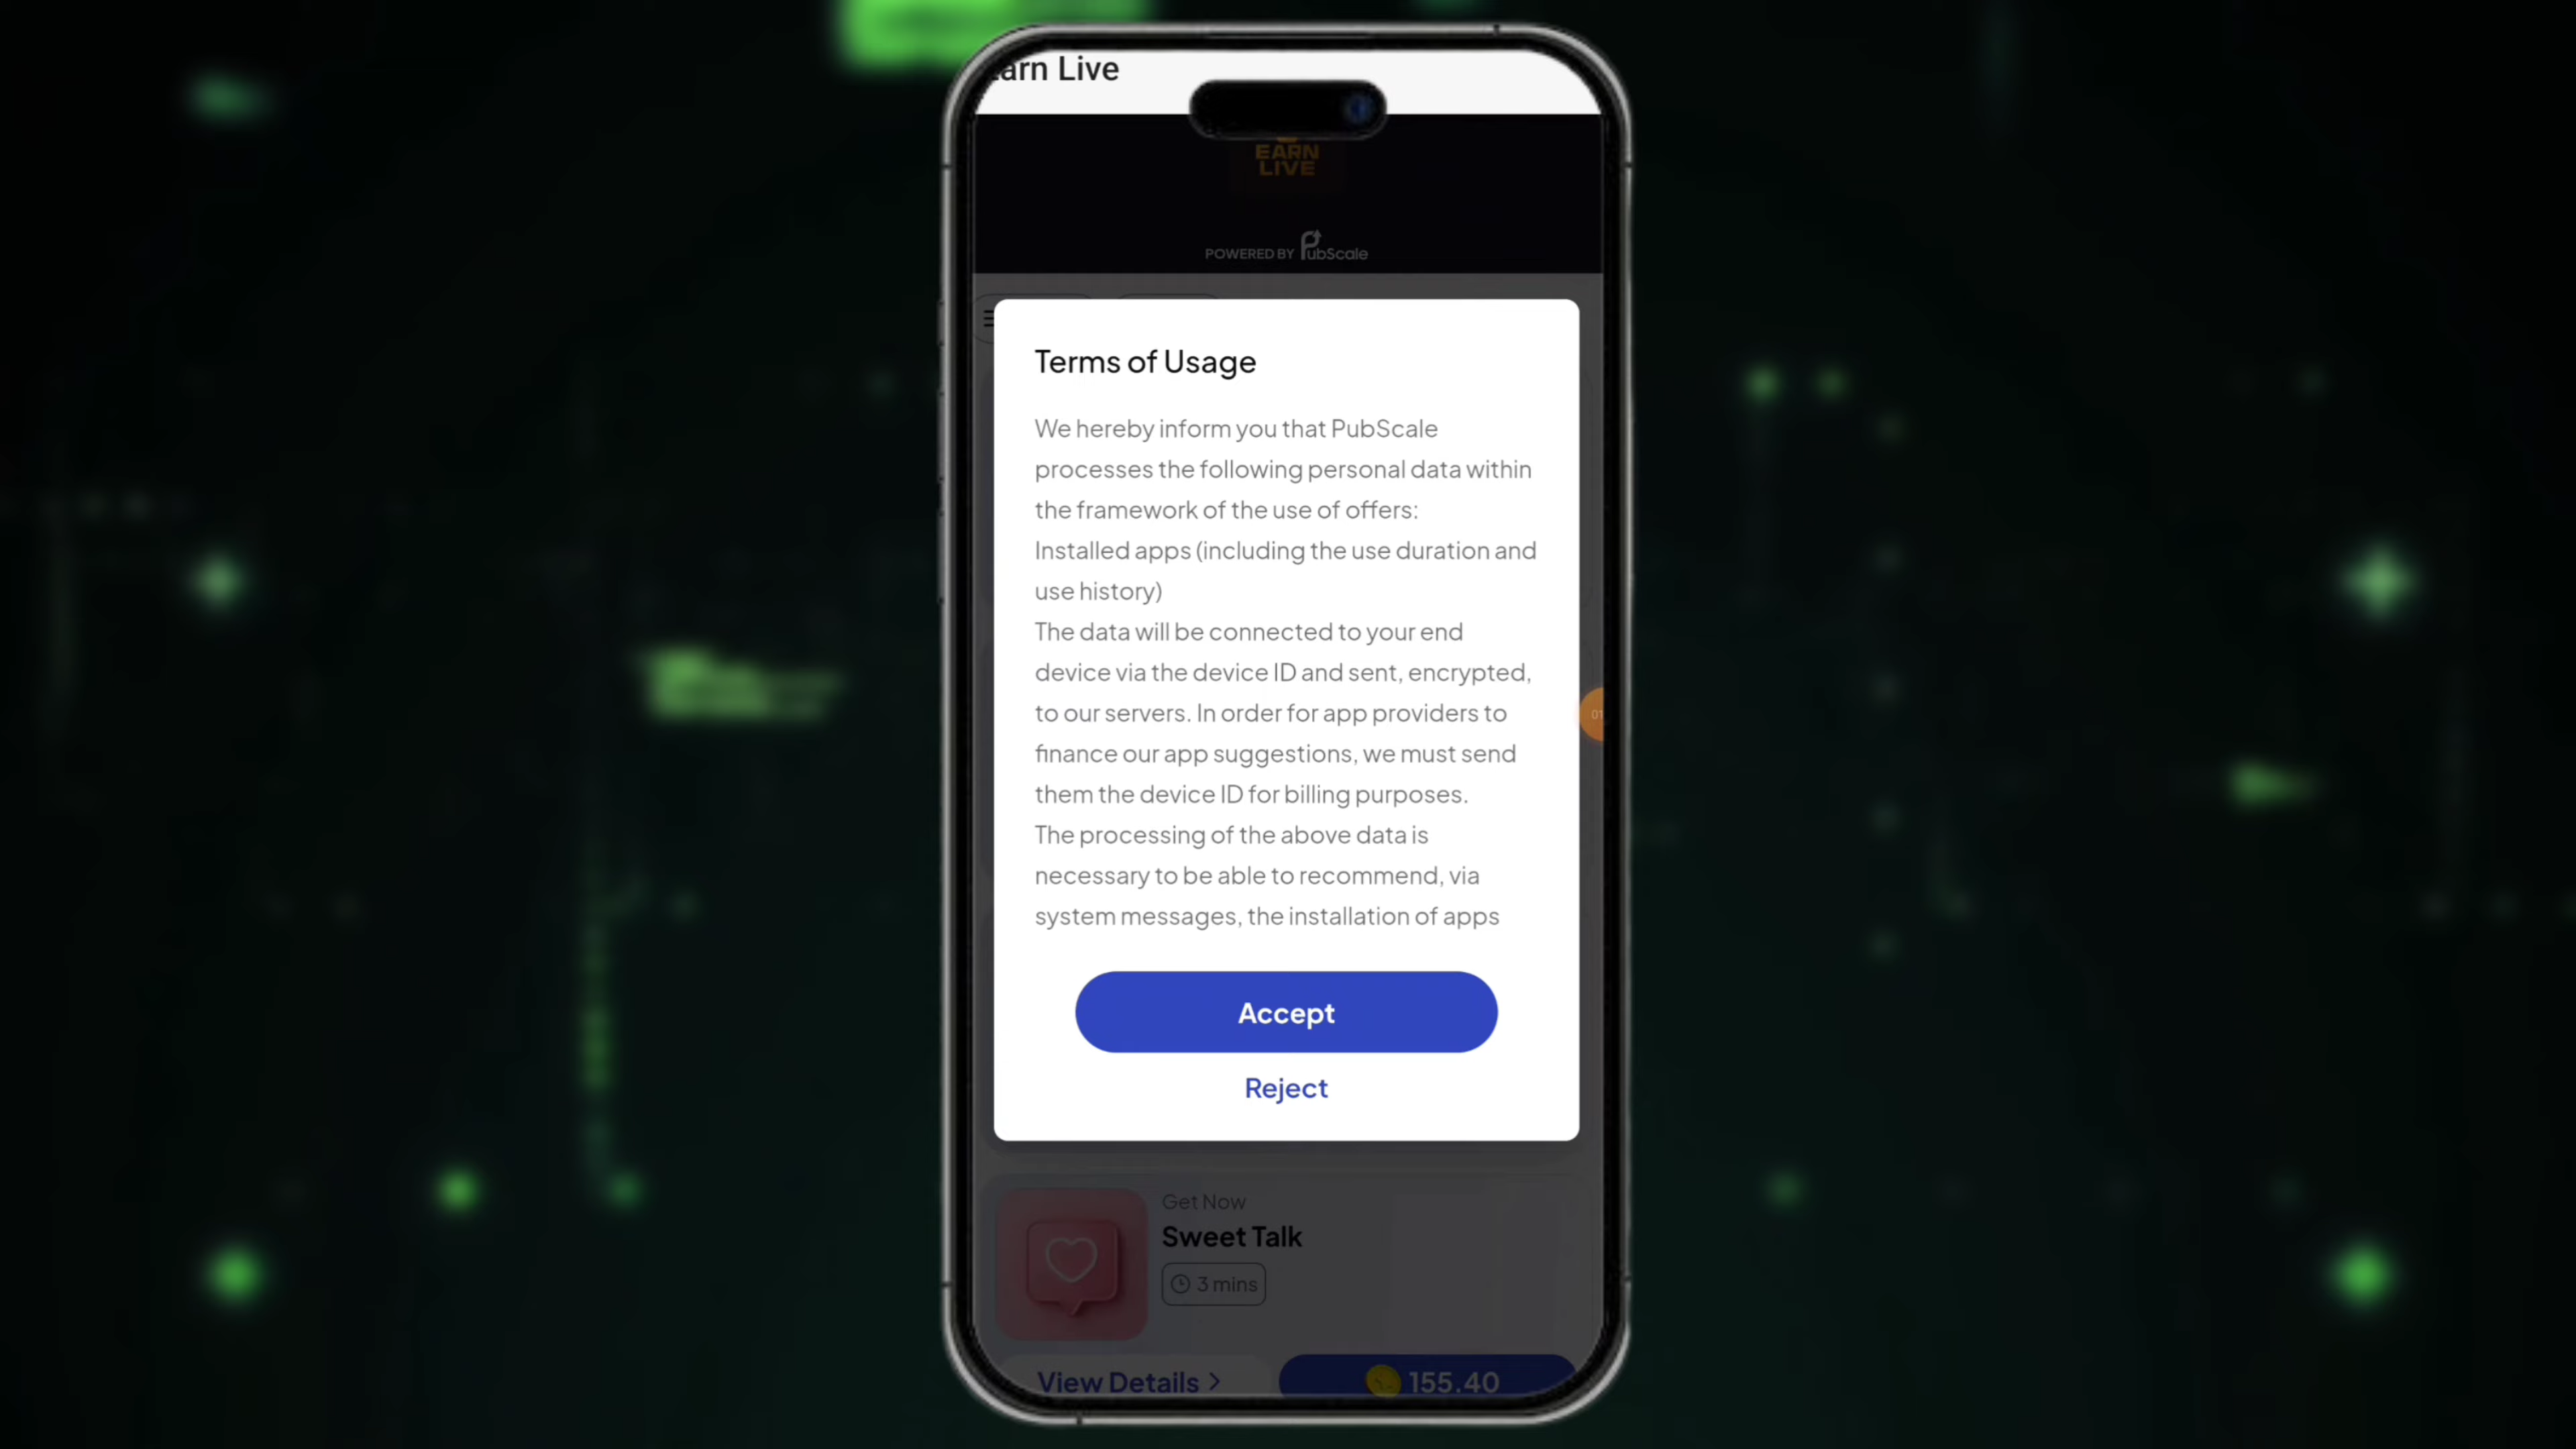 arn Live
EARN
LIVE
POWERED BY PubScale
Terms of Usage
We hereby inform you that PubScale
processes the following personal data within
the framework of the use of offers:
Installed apps (including the use duration and
use history)
The data will be connected to your end
device via the device ID and sent, encrypted,
to our servers. In order for app providers to
finance our app suggestions, we must send
them the device ID for billing purposes.
The processing of the above data is
necessary to be able to recommend, via
system messages, the installation of apps
01
Accept
Reject
Get Now
Sweet Talk
3 mins
View Details >
155.40